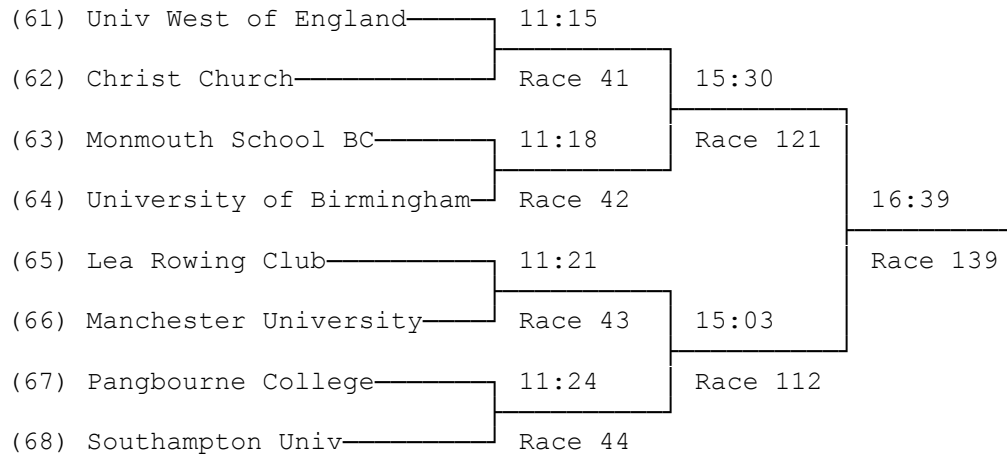 (61) Univ West of England 11:15
(62) Christ Church Race 41 15:30
(63) Monmouth School BC 11:18 Race 121
(64) University of Birmingham Race 42 16:39
(65) Lea Rowing Club 11:21 Race 139
(66) Manchester University Race 43 15:03
(67) Pangbourne College 11:24 Race 112
(68) Southampton Univ Race 44